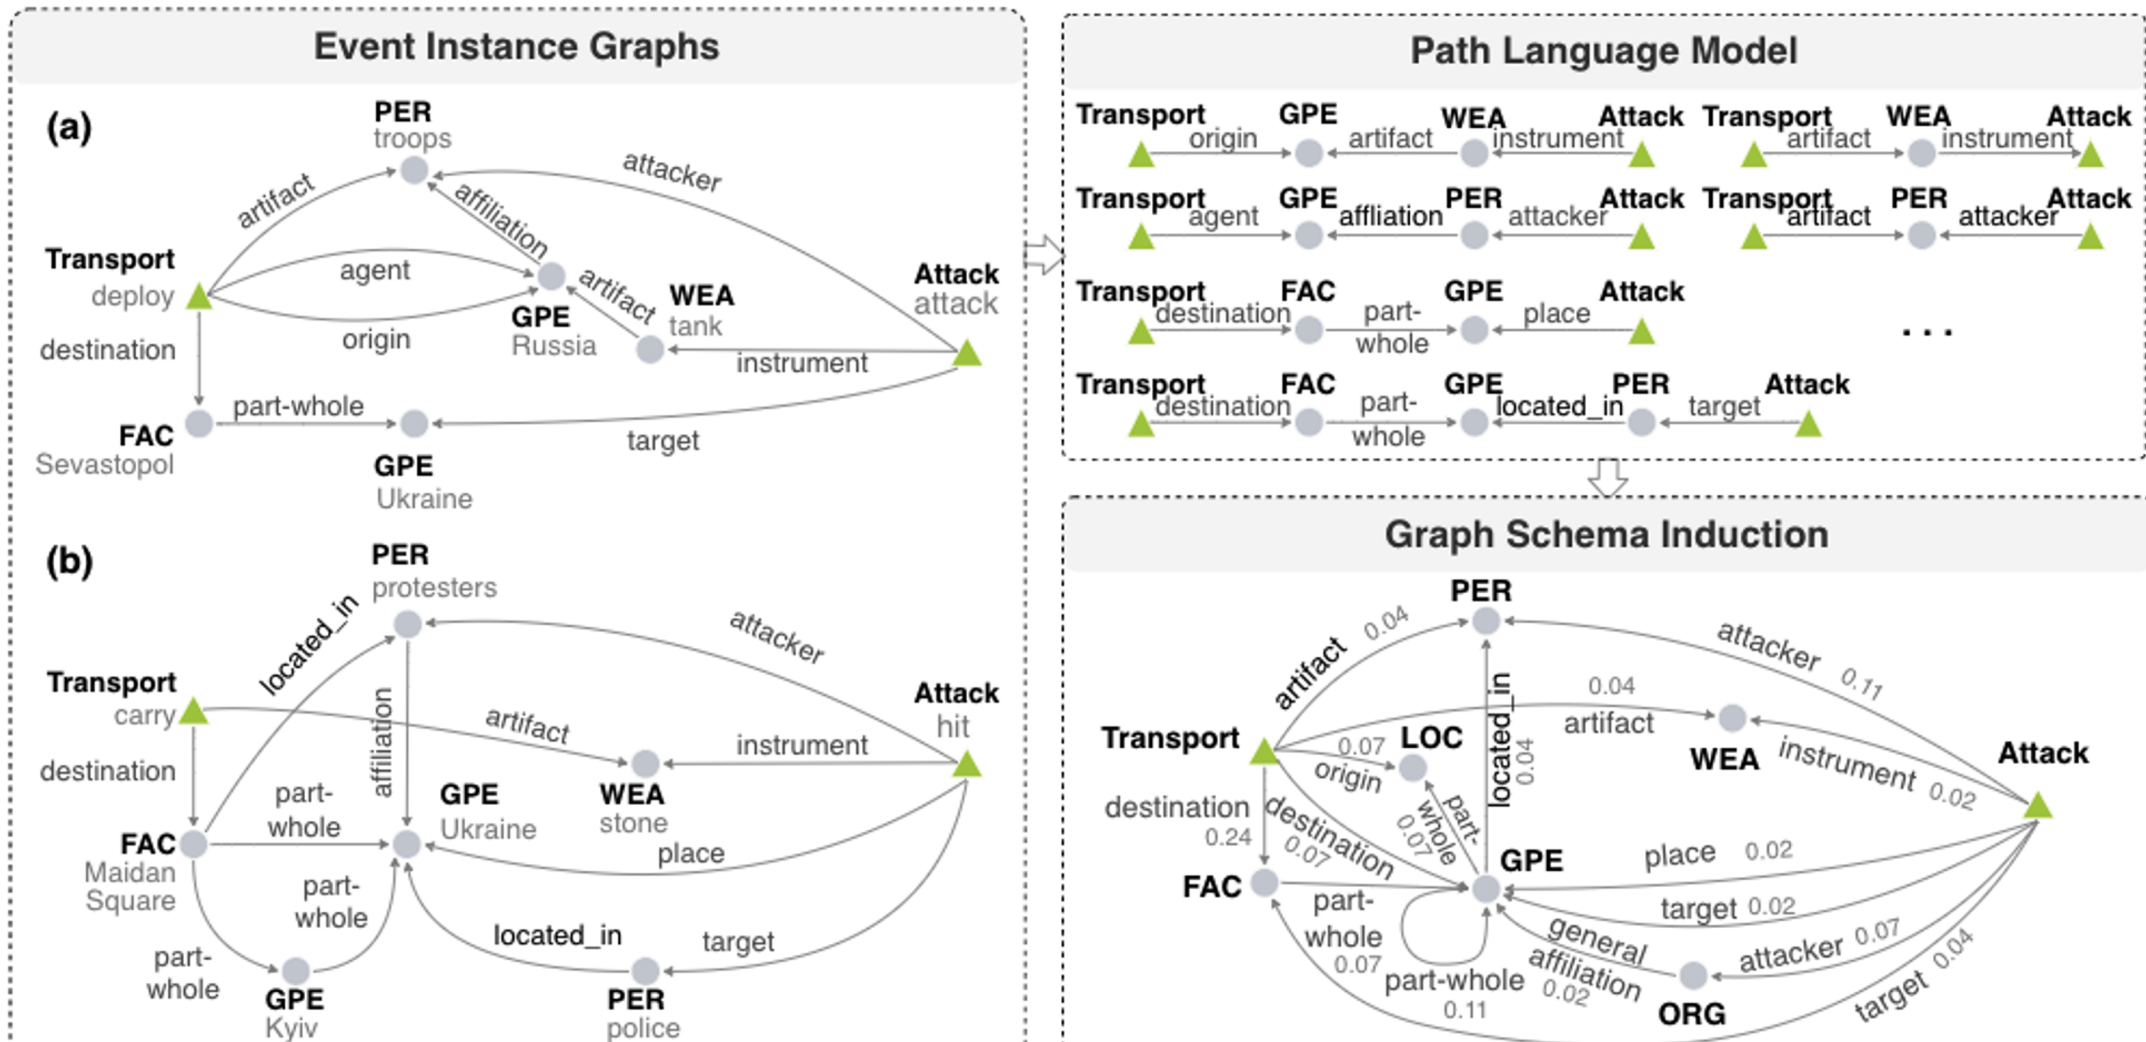 Event Instance Graphs
(a)
PER
troops
artifact
affiliation
attacker
Transport
deploy
agent
origin
artifact
GPE
Russia
WEA
tank
Attack
attack
instrument
destination
part-whole
FAC
Sevastopol
GPE
Ukraine
target
(b)
PER
protesters
located_in
attacker
Transport
carry
artifact
affiliation
Attack
hit
instrument
destination
part-
whole
GPE
Ukraine
WEA
stone
FAC
Maidan
Square
place
part-
whole
located_in
target
part-
whole
GPE
Kyiv
PER
police
Path Language Model
Transport GPE WEA Attack
origin artifact instrument
Transport WEA Attack
artifact instrument
Transport GPE PER Attack
agent affliation attacker
Transport PER Attack
artifact attacker
Transport FAC GPE Attack
destination part-
whole place
...
Transport FAC GPE PER Attack
destination part-
whole located_in target
Graph Schema Induction
PER
artifact 0.04
attacker 0.11
0.04
artifact
located_in
0.04
Transport
0.07
origin
LOC
WEA
instrument 0.02
Attack
destination
0.24
destination
0.07
part-
whole
0.07
GPE
place 0.02
FAC
part-
whole
0.07
target 0.02
general
affiliation
0.02
attacker 0.07
part-whole
0.11
ORG
target 0.04